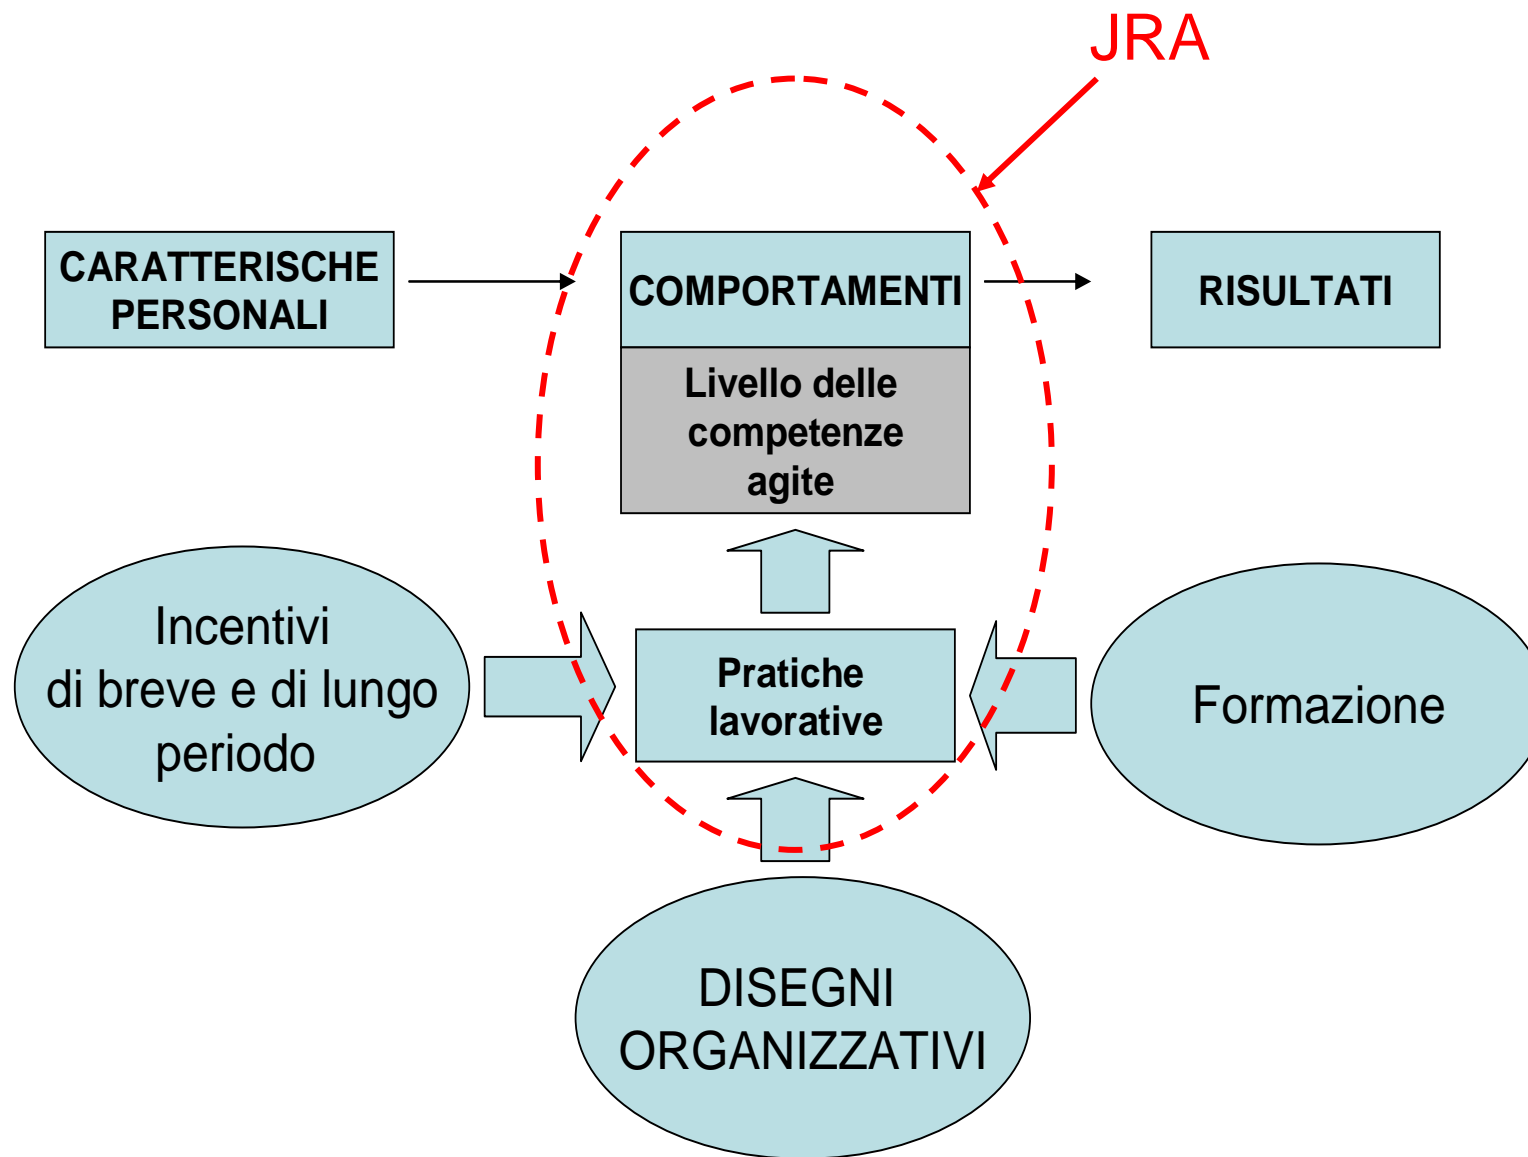 JRA
CARATTERISCHE
PERSONALI
COMPORTAMENTI
RISULTATI
Livello delle
competenze
agite
Incentivi
di breve e di lungo
periodo
Pratiche
lavorative
Formazione
DISEGNI
ORGANIZZATIVI